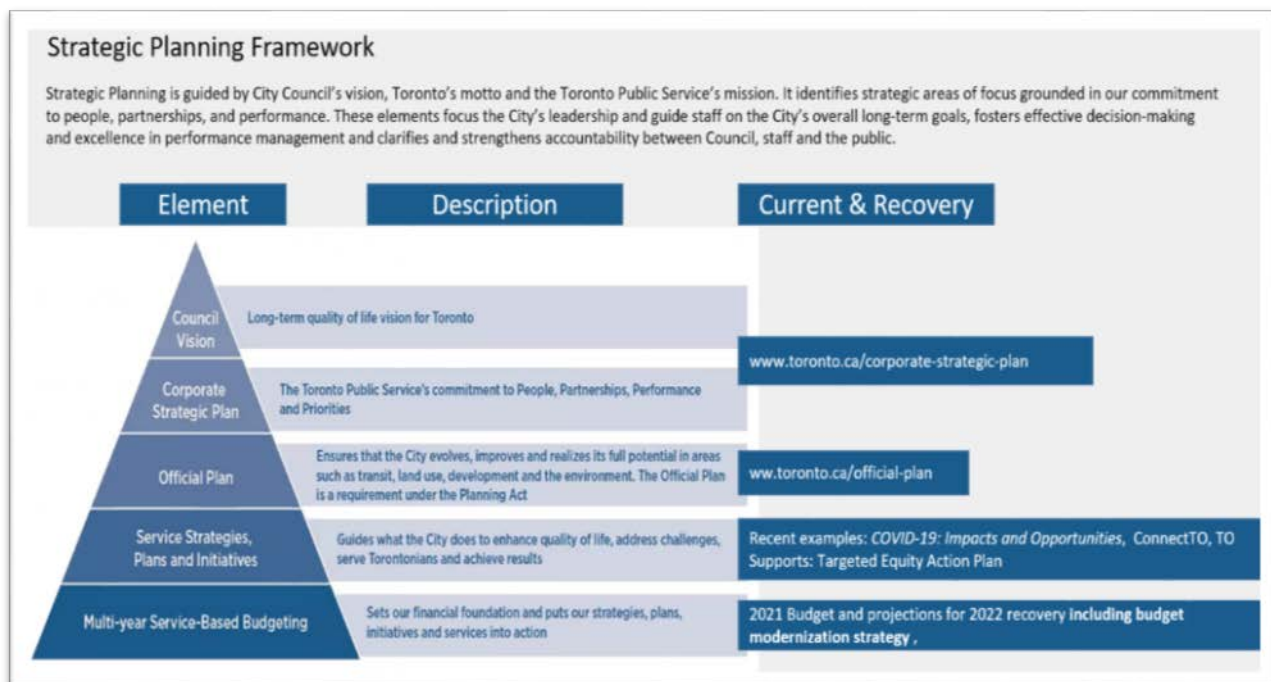 Strategic Planning Framework
Strategic Planning is guided by City Council's vision, Toronto's motto and the Toronto Public Service's mission. It identifies strategic areas of focus grounded in our commitment
to people, partnerships, and performance. These elements focus the City's leadership and guide staff on the City's overall long-term goals, fosters effective decision-making
and excellence in performance management and clarifies and strengthens accountability between Council, staff and the public.
Element
Description
Current & Recovery
Council
Vision
Long-term quality of life vision for Toronto
www.toronto.ca/corporate-strategic-plan
Corporate
Strategic Plan
The Toronto Public Service's commitment to People, Partnerships, Performance
and Priorities
Official Plan
Ensures that the City evolves, improves and realizes its full potential in areas
such as transit, land use, development and the environment. The Official Plan
is a requirement under the Planning Act
ww.toronto.ca/official-plan
Service Strategies,
Plans and Initiatives
Guides what the City does to enhance quality of life, address challenges,
serve Torontonians and achieve results
Recent examples: COVID-19: Impacts and Opportunities, ConnectTO, TO
Supports: Targeted Equity Action Plan
Multi-year Service-Based Budgeting
Sets our financial foundation and puts our strategies, plans,
initiatives and services into action
2021 Budget and projections for 2022 recovery including budget
modernization strategy ,